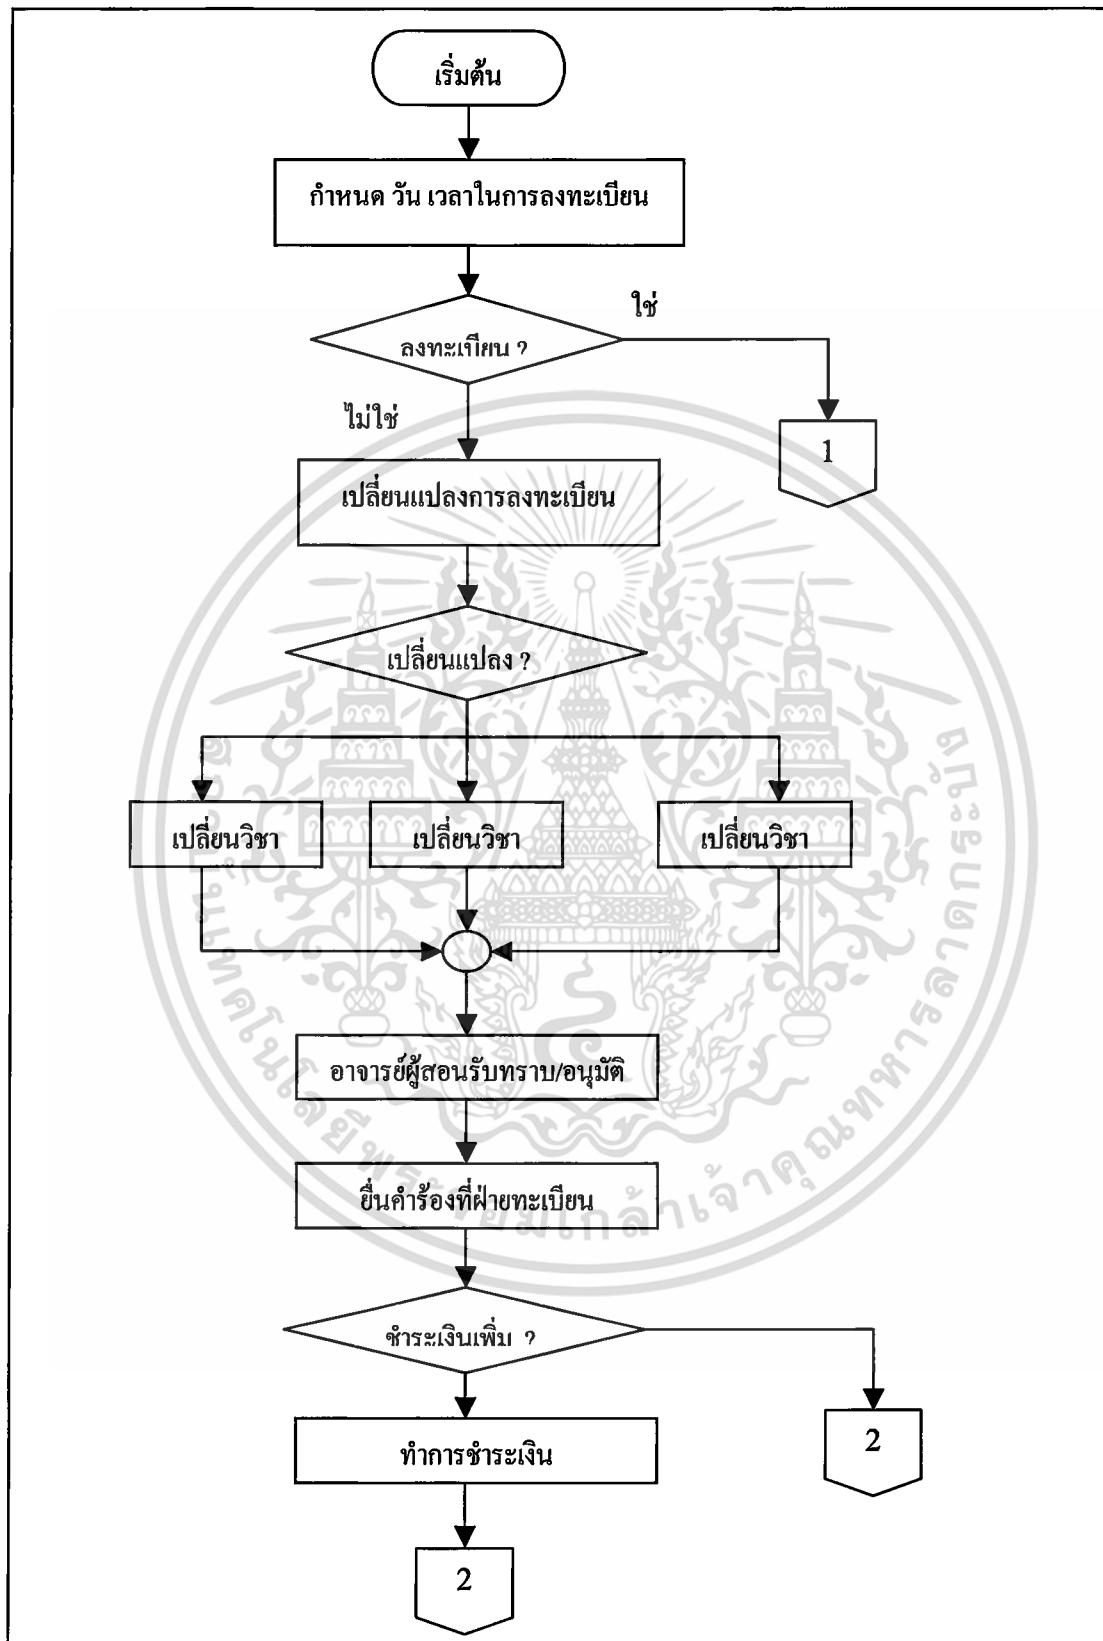 เริ่มต้น
กำหนด วัน เวลาในการลงทะเบียน
ใช่
ลงทะเบียน ?
ไม่ใช่
1
เปลี่ยนแปลงการลงทะเบียน
เปลี่ยนแปลง ?
เปลี่ยนวิชา
เปลี่ยนวิชา
เปลี่ยนวิชา
อาจารย์ผู้สอนรับทราบ/อนุมัติ
ยื่นคำร้องที่ฝ่ายทะเบียน
ชำระเงินเพิ่ม ?
ทำการชำระเงิน
2
2